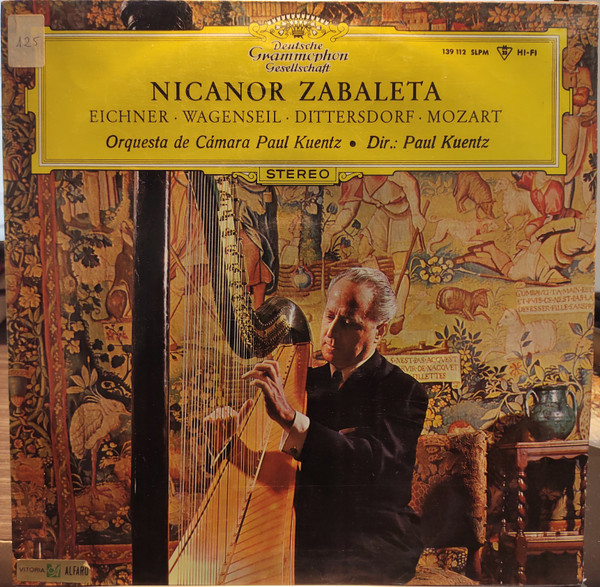 125
Deutsche
Grammophon
Gesellschaft
139 112 SLPM HI-FI
NICANOR ZABALETA
EICHNER · WAGENSEIL · DITTERSDORF · MOZART
Orquesta de Cámara Paul Kuentz • Dir.: Paul Kuentz
STEREO
VITORIA ALFARO